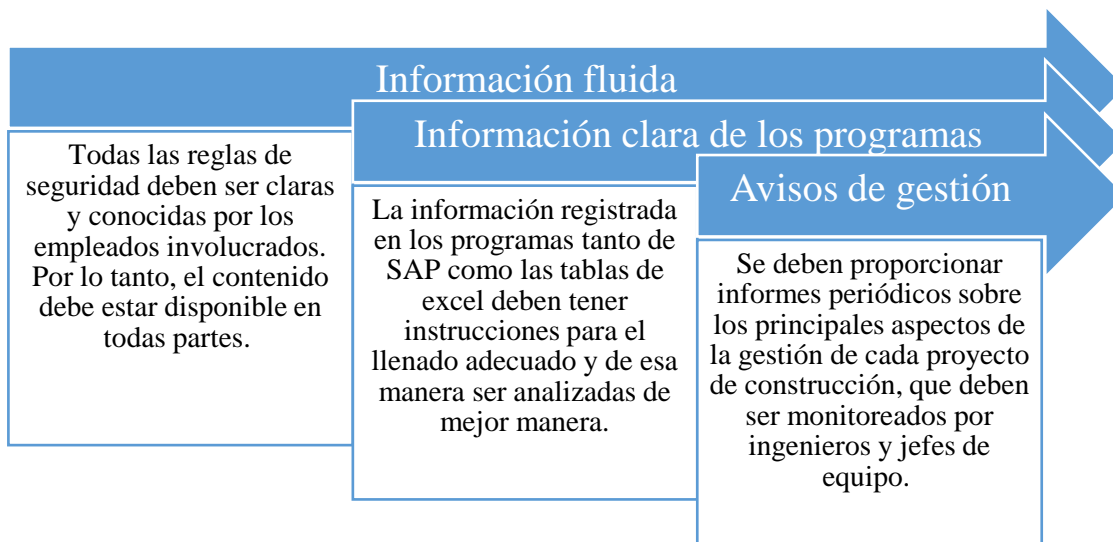 Información fluida
Todas las reglas de
seguridad deben ser claras
y conocidas por los
empleados involucrados.
Por lo tanto, el contenido
debe estar disponible en
todas partes.
Información clara de los programas
La información registrada
en los programas tanto de
SAP como las tablas de
excel deben tener
instrucciones para el
llenado adecuado y de esa
manera ser analizadas de
mejor manera.
Avisos de gestión
Se deben proporcionar
informes periódicos sobre
los principales aspectos de
la gestión de cada proyecto
de construcción, que deben
ser monitoreados por
ingenieros y jefes de
equipo.